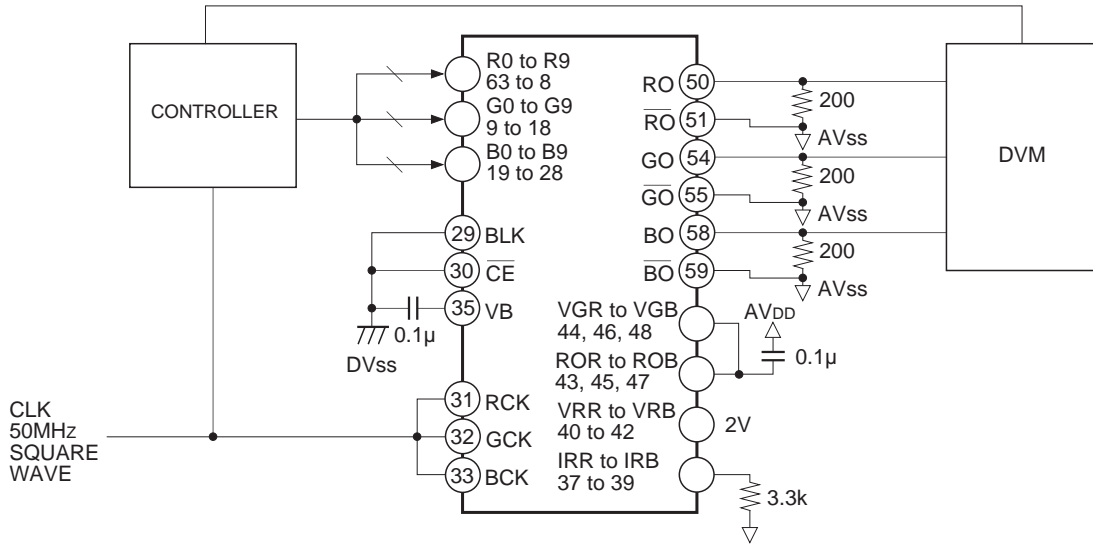 CONTROLLER
R0 to R9
63 to 8
G0 to G9
9 to 18
B0 to B9
19 to 28
29 BLK
30 CE
35 VB
0.1µ
DVss
31 RCK
32 GCK
33 BCK
CLK
50MHz
SQUARE
WAVE
RO 50
RO 51
GO 54
GO 55
BO 58
BO 59
200
AVss
200
AVss
200
AVss
DVM
VGR to VGB
44, 46, 48
ROR to ROB
43, 45, 47
AVDD
0.1µ
VRR to VRB
40 to 42
2V
IRR to IRB
37 to 39
3.3k